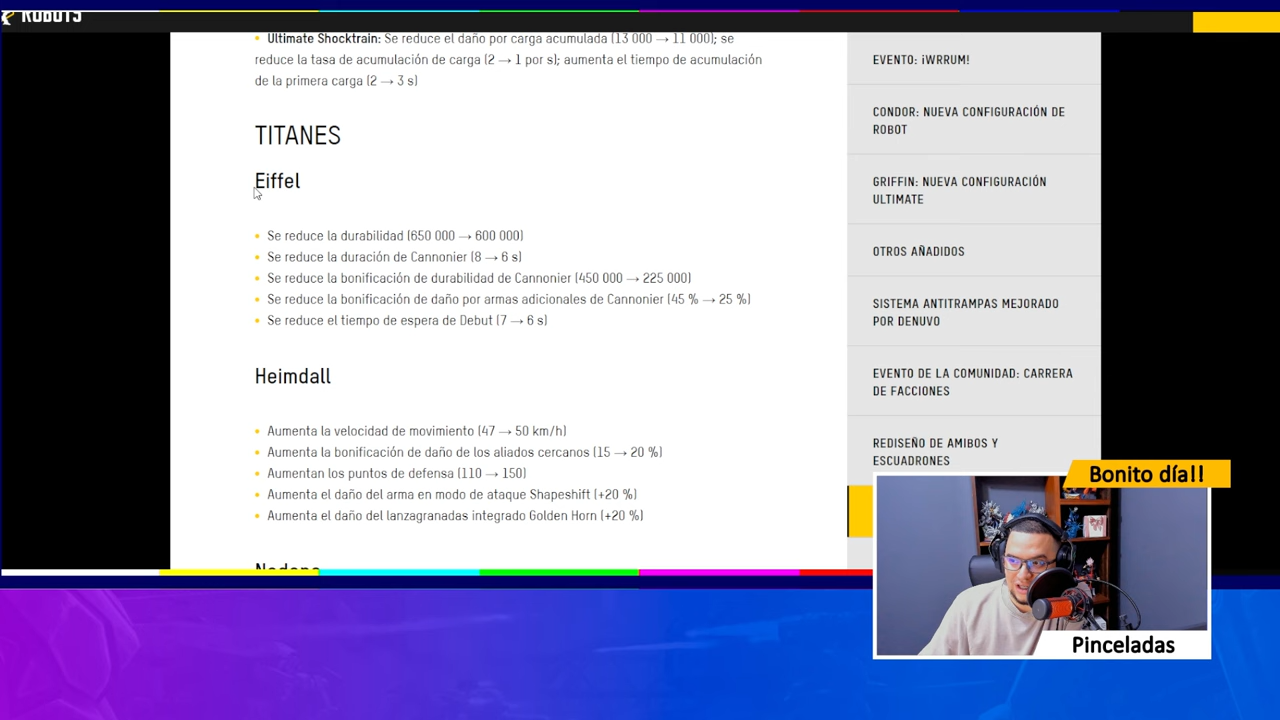 ROBOTS
Ultimate Shocktrain: Se reduce el daño por carga acumulada (13 000 → 11 000); se
reduce la tasa de acumulación de carga (2 → 1 por s); aumenta el tiempo de acumulación
de la primera carga (2 → 3 s)
TITANES
Eiffel
Se reduce la durabilidad (650 000 → 600 000)
Se reduce la duración de Cannonier (8 → 6 s)
Se reduce la bonificación de durabilidad de Cannonier (450 000 → 225 000)
Se reduce la bonificación de daño por armas adicionales de Cannonier (45 % → 25 %)
Se reduce el tiempo de espera de Debut (7 → 6 s)
Heimdall
Aumenta la velocidad de movimiento (47 → 50 km/h)
Aumenta la bonificación de daño de los aliados cercanos (15 → 20 %)
Aumentan los puntos de defensa (110 → 150)
Aumenta el daño del arma en modo de ataque Shapeshift (+20 %)
Aumenta el daño del lanzagranadas integrado Golden Horn (+20 %)
EVENTO: ¡WRRUM!
CONDOR: NUEVA CONFIGURACIÓN DE
ROBOT
GRIFFIN: NUEVA CONFIGURACIÓN
ULTIMATE
OTROS AÑADIDOS
SISTEMA ANTITRAMPAS MEJORADO
POR DENUVO
EVENTO DE LA COMUNIDAD: CARRERA
DE FACCIONES
REDISEÑO DE AMIBOS Y
ESCUADRONES
Bonito día!!
Pinceladas